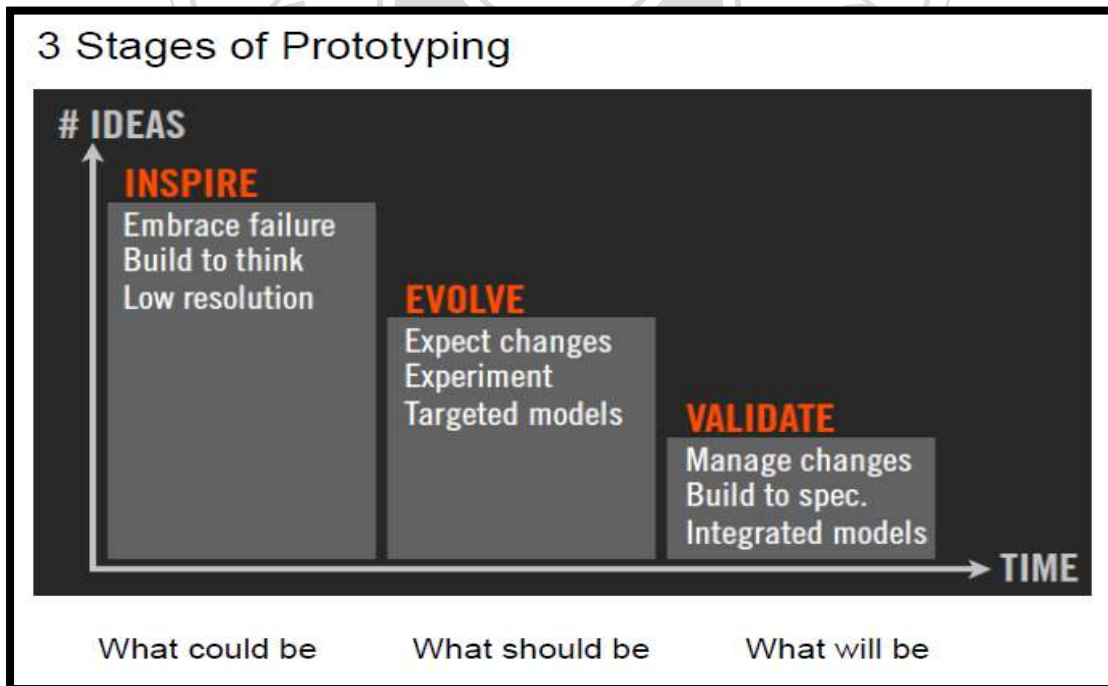 3 Stages of Prototyping
# IDEAS
INSPIRE
Embrace failure
Build to think
Low resolution
EVOLVE
Expect changes
Experiment
Targeted models
VALIDATE
Manage changes
Build to spec.
Integrated models
TIME
What could be
What should be
What will be